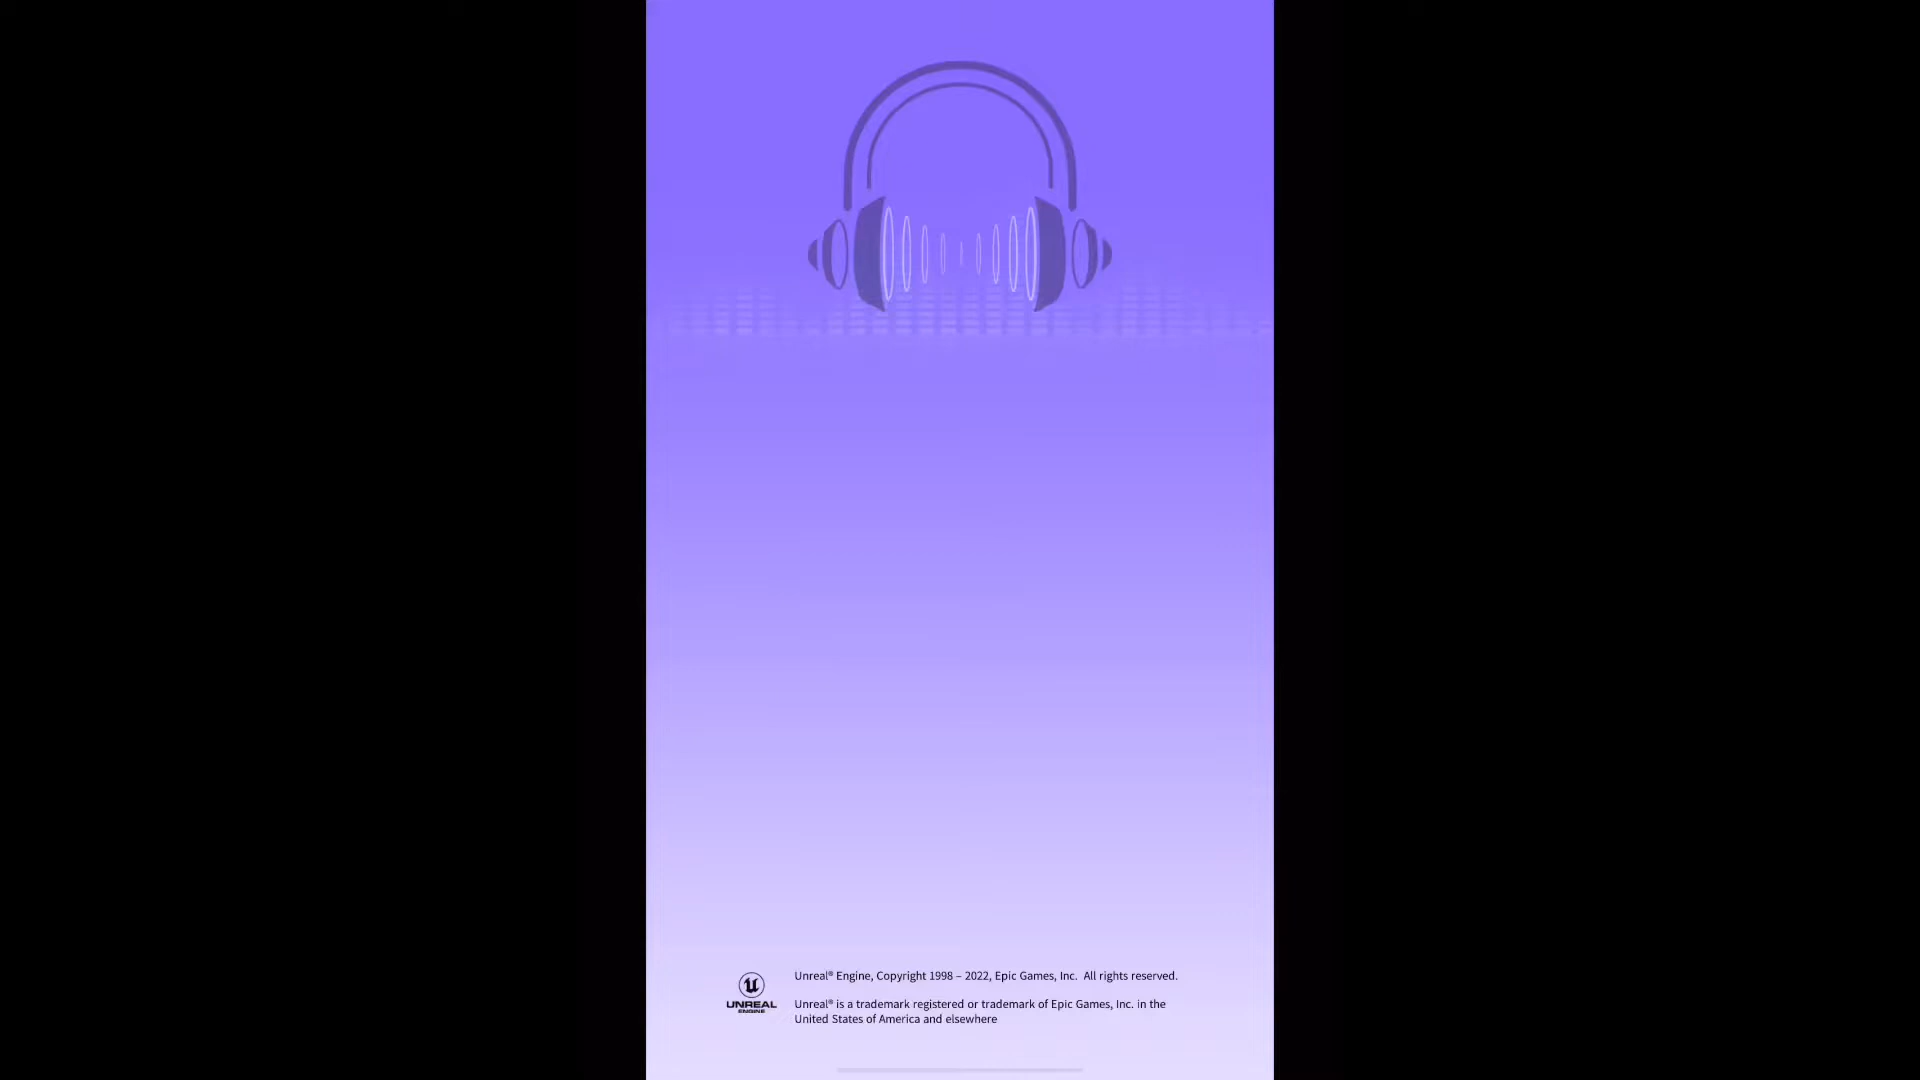 Unreal® Engine, Copyright 1998 – 2022, Epic Games, Inc. All rights reserved.
UNREAL
ENGINE
Unreal® is a trademark registered or trademark of Epic Games, Inc. in the
United States of America and elsewhere